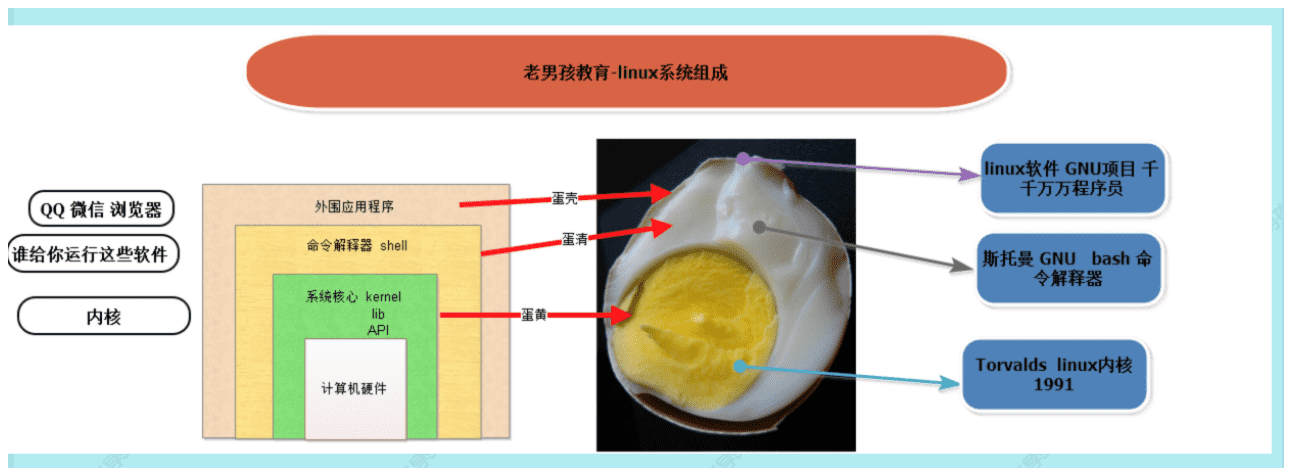 老男孩教育-linux系统组成
QQ 微信 浏览器
谁给你运行这些软件
内核
外围应用程序
命令解释器 shell
系统核心 kernel
lib
API
计算机硬件
蛋壳
蛋清
蛋黄
linux软件 GNU项目 千
千万万程序员
斯托曼 GNU bash 命
令解释器
Torvalds linux内核
1991